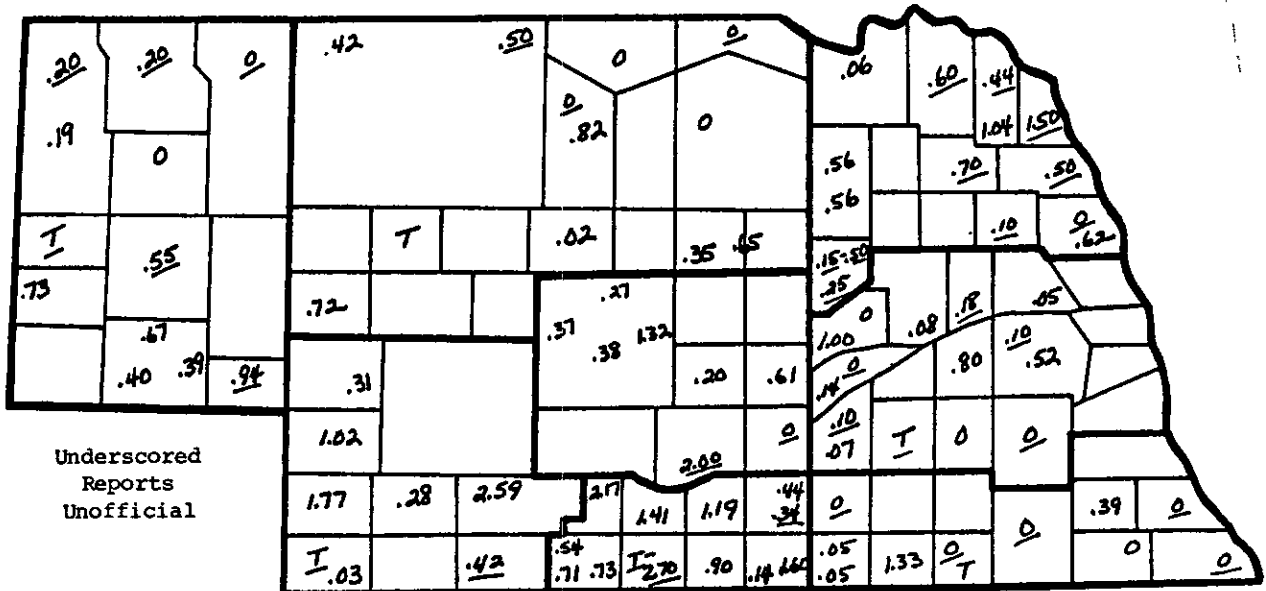 .42 .50 0 0
.20 .20 0
.06 .60 .44
.19 0 0 .82 0
1.04 1.50
.56 .70 .50
.56
T .55 T .02 .35 .10 0 .62
.25
.73 .72 .27 0 .08 .18 .05
.67 .37 .38 1.32 1.00 .80 .10 .52
.40 .39 .94 .31 .20 .61 .14 0
1.02 0 .10 .07 T 0 0
2.00
Underscored
Reports
Unofficial
1.77 .28 2.59 2.17 1.41 1.19 .44 .34 0 0 .39 0
T .03 .42 .54 .71 .73 .90 .14 1.60 .05 .05 1.33 0 T 0 0